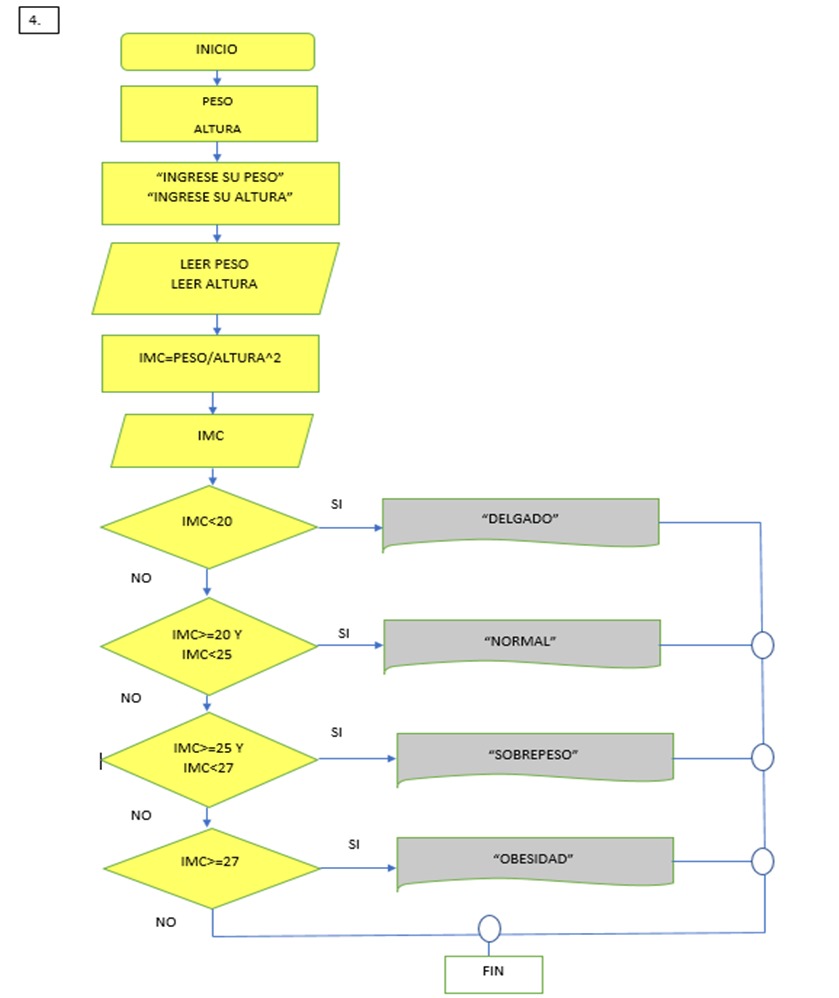 4.
INICIO
PESO
ALTURA
“INGRESE SU PESO”
“INGRESE SU ALTURA”
LEER PESO
LEER ALTURA
IMC=PESO/ALTURA^2
IMC
IMC<20
SI
“DELGADO”
NO
IMC>=20 Y
IMC<25
SI
“NORMAL”
NO
IMC>=25 Y
IMC<27
SI
“SOBREPESO”
NO
IMC>=27
SI
“OBESIDAD”
NO
FIN